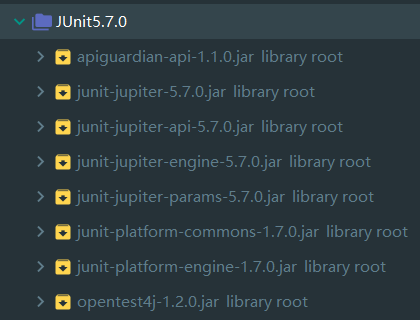 JUnit5.7.0
apiguardian-api-1.1.0.jar library root
junit-jupiter-5.7.0.jar library root
junit-jupiter-api-5.7.0.jar library root
junit-jupiter-engine-5.7.0.jar library root
junit-jupiter-params-5.7.0.jar library root
junit-platform-commons-1.7.0.jar library root
junit-platform-engine-1.7.0.jar library root
opentest4j-1.2.0.jar library root